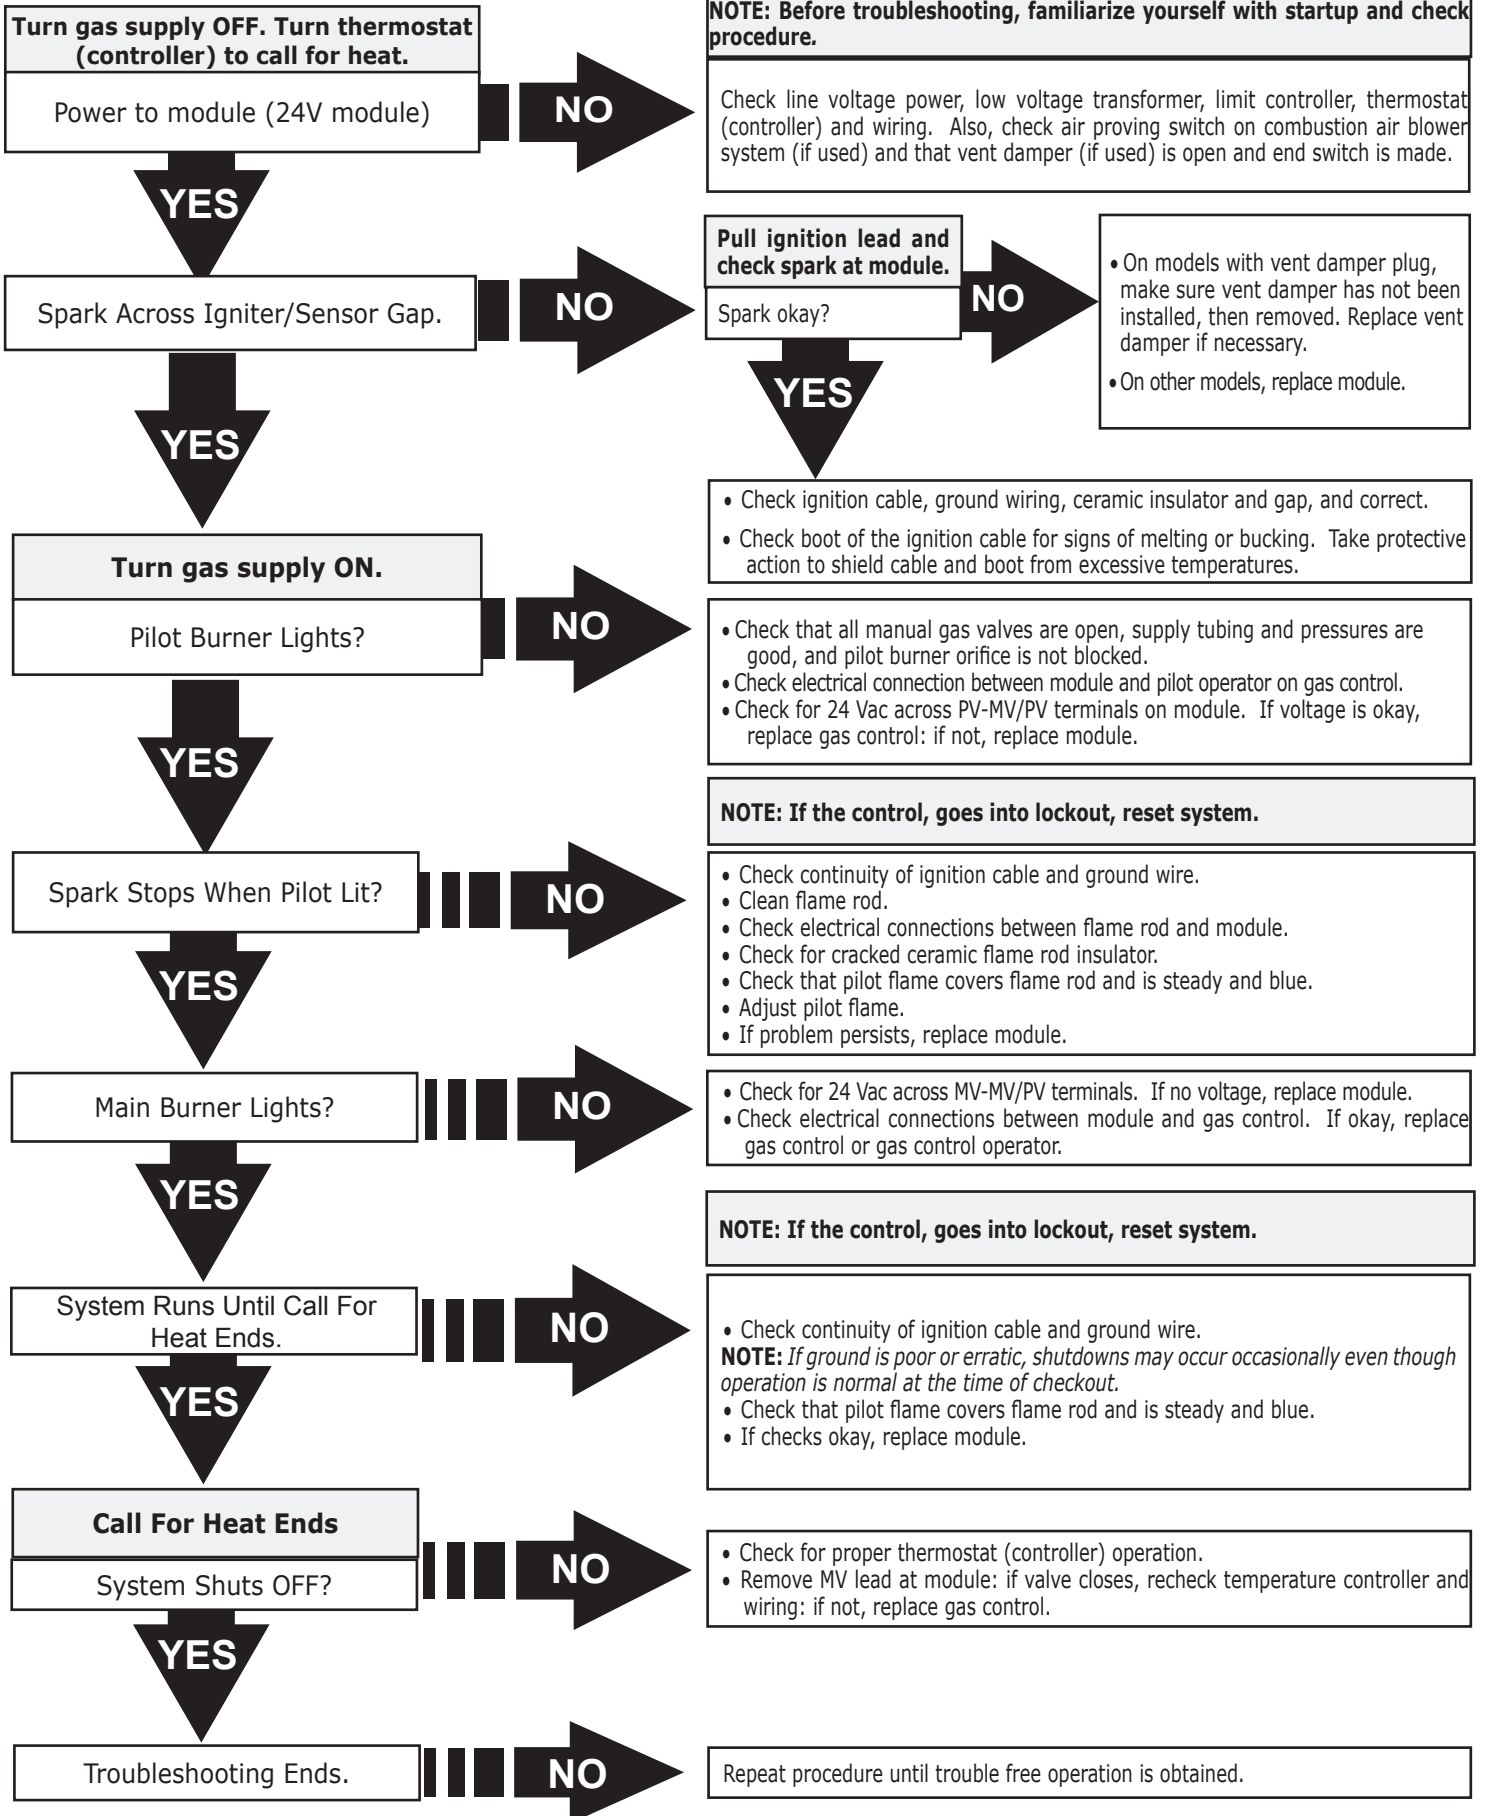 Turn gas supply OFF. Turn thermostat
(controller) to call for heat.
Power to module (24V module)
NO
NOTE: Before troubleshooting, familiarize yourself with startup and check
procedure.
Check line voltage power, low voltage transformer, limit controller, thermostat
(controller) and wiring. Also, check air proving switch on combustion air blower
system (if used) and that vent damper (if used) is open and end switch is made.
YES
Spark Across Igniter/Sensor Gap.
NO
Pull ignition lead and
check spark at module.
Spark okay?
NO
• On models with vent damper plug,
make sure vent damper has not been
installed, then removed. Replace vent
damper if necessary.
• On other models, replace module.
YES
YES
• Check ignition cable, ground wiring, ceramic insulator and gap, and correct.
• Check boot of the ignition cable for signs of melting or bucking. Take protective
action to shield cable and boot from excessive temperatures.
Turn gas supply ON.
Pilot Burner Lights?
NO
• Check that all manual gas valves are open, supply tubing and pressures are
good, and pilot burner orifice is not blocked.
• Check electrical connection between module and pilot operator on gas control.
• Check for 24 Vac across PV-MV/PV terminals on module. If voltage is okay,
replace gas control: if not, replace module.
YES
NOTE: If the control, goes into lockout, reset system.
Spark Stops When Pilot Lit?
NO
• Check continuity of ignition cable and ground wire.
• Clean flame rod.
• Check electrical connections between flame rod and module.
• Check for cracked ceramic flame rod insulator.
• Check that pilot flame covers flame rod and is steady and blue.
• Adjust pilot flame.
• If problem persists, replace module.
YES
Main Burner Lights?
NO
• Check for 24 Vac across MV-MV/PV terminals. If no voltage, replace module.
• Check electrical connections between module and gas control. If okay, replace
gas control or gas control operator.
YES
NOTE: If the control, goes into lockout, reset system.
System Runs Until Call For
Heat Ends.
NO
• Check continuity of ignition cable and ground wire.
NOTE: If ground is poor or erratic, shutdowns may occur occasionally even though
operation is normal at the time of checkout.
• Check that pilot flame covers flame rod and is steady and blue.
• If checks okay, replace module.
YES
Call For Heat Ends
System Shuts OFF?
NO
• Check for proper thermostat (controller) operation.
• Remove MV lead at module: if valve closes, recheck temperature controller and
wiring: if not, replace gas control.
YES
Troubleshooting Ends.
NO
Repeat procedure until trouble free operation is obtained.